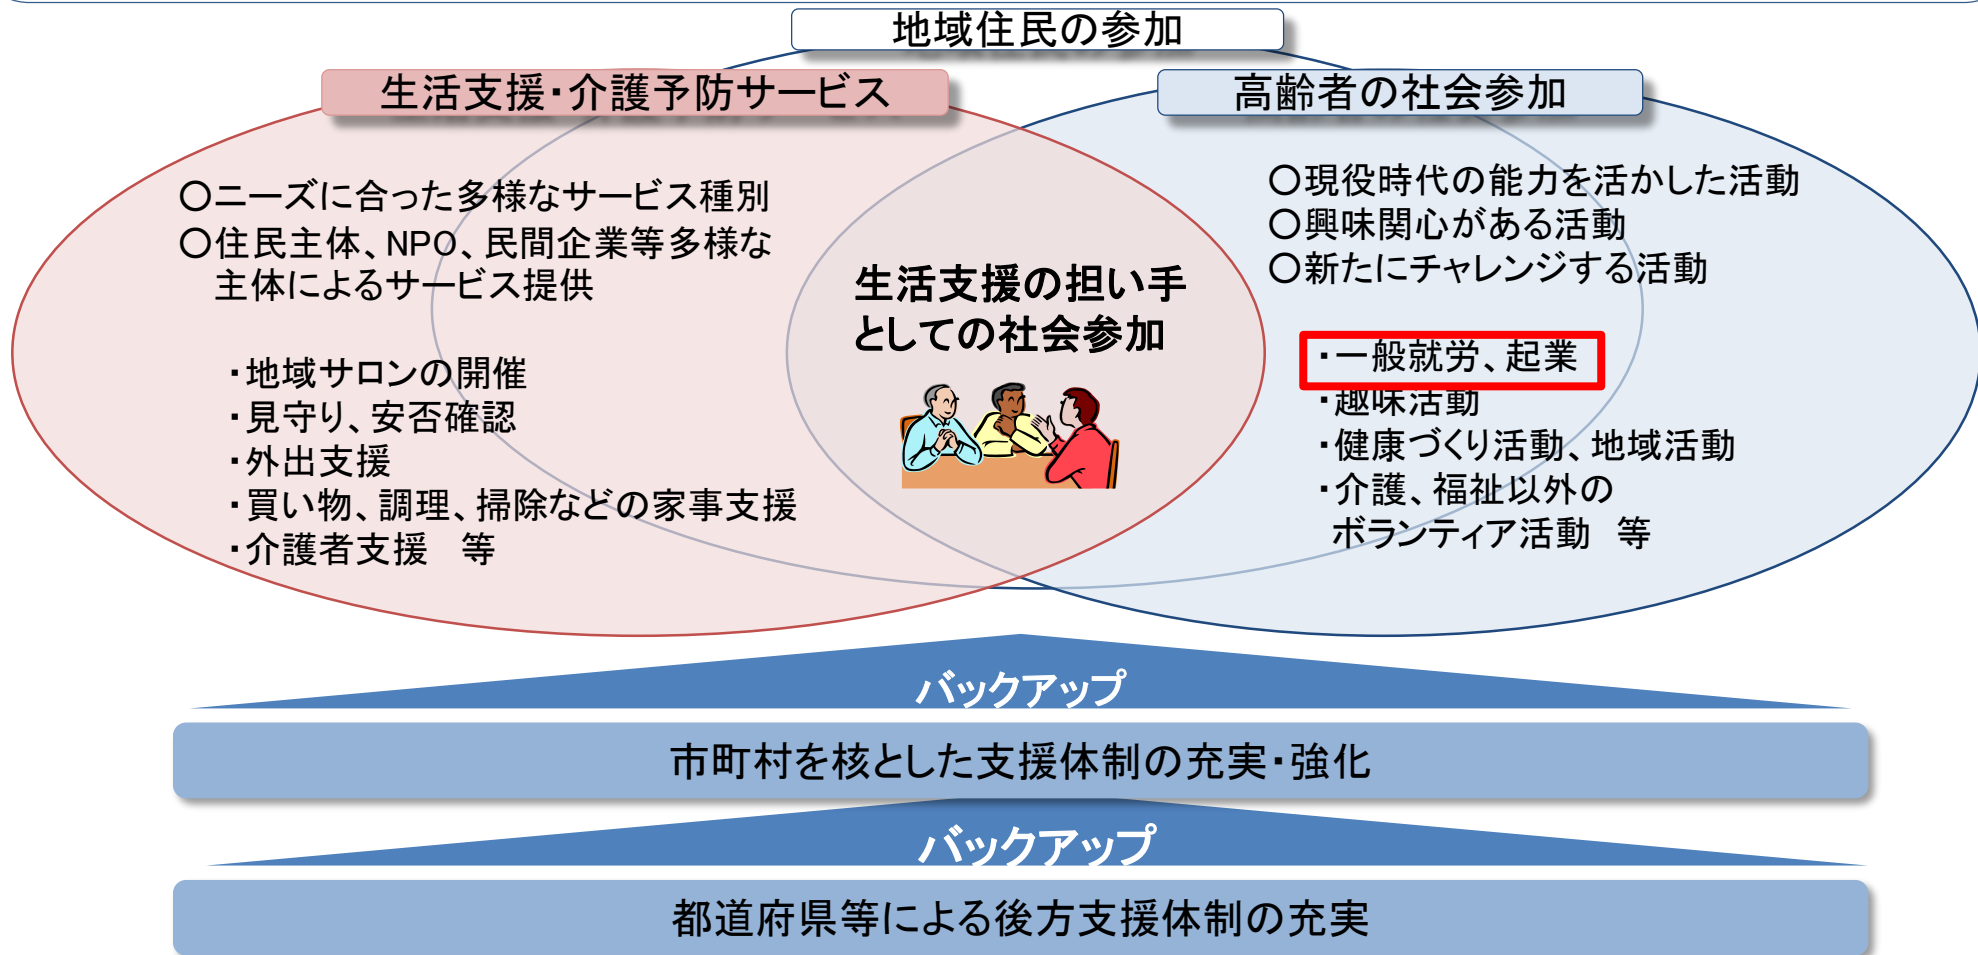 地域住民の参加
生活支援・介護予防サービス
〇ニーズに合った多様なサービス種別
〇住民主体、NPO、民間企業等多様な
主体によるサービス提供
・地域サロンの開催
・見守り、安否確認
・外出支援
・買い物、調理、掃除などの家事支援
・介護者支援　等
生活支援の担い手
としての社会参加
高齢者の社会参加
〇現役時代の能力を活かした活動
〇興味関心がある活動
〇新たにチャレンジする活動
・一般就労、起業
・趣味活動
・健康づくり活動、地域活動
・介護、福祉以外の
ボランティア活動　等
バックアップ
市町村を核とした支援体制の充実・強化
バックアップ
都道府県等による後方支援体制の充実